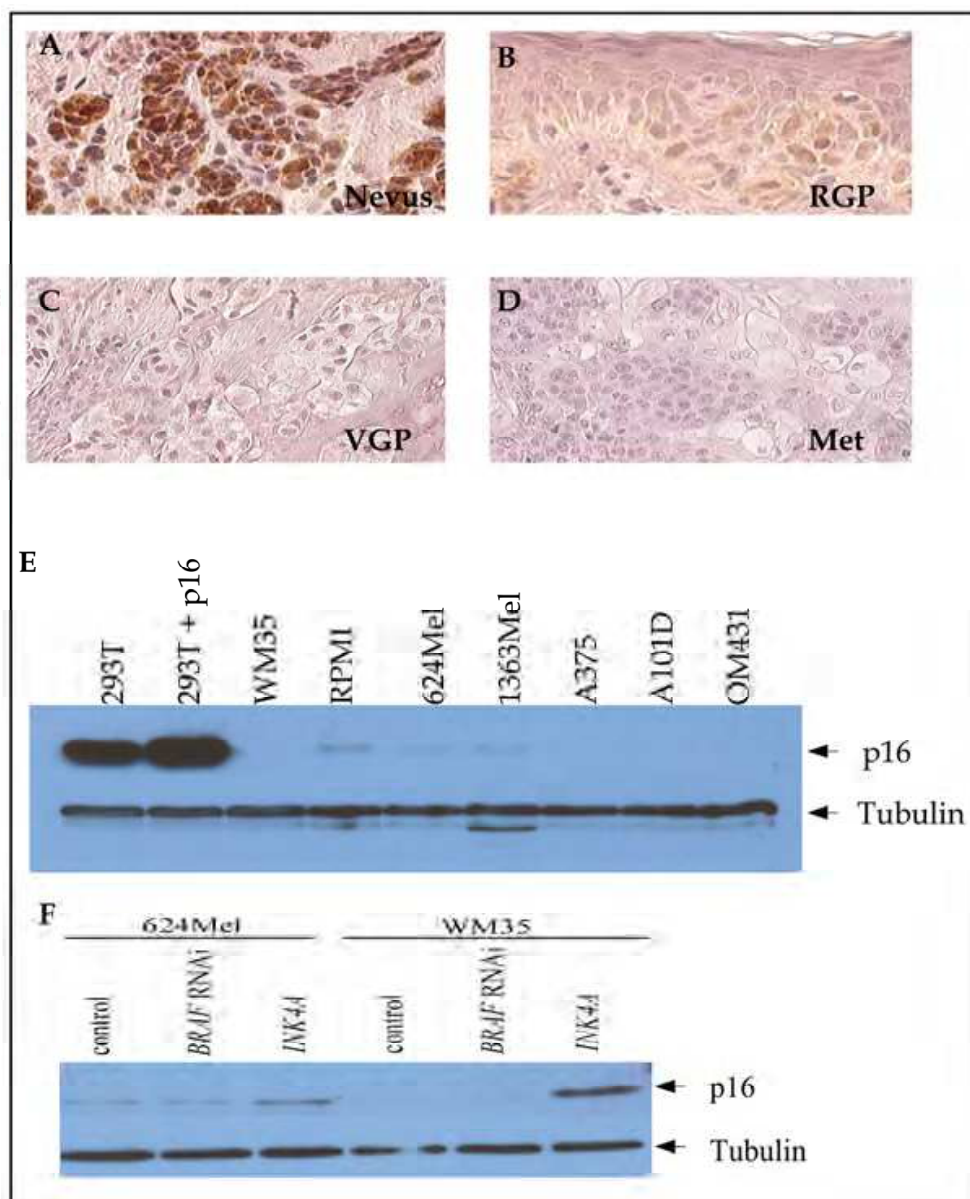 A
Nevus
B
RGP
C
VGP
D
Met
E
293T
293T + p16
WM35
RPMI1
624Mel
1363Mel
A375
A101D
OM431
p16
Tubulin
F
624Mel
WM35
control
BRAF RNAi
INK4A
control
BRAF RNAi
INK4A
p16
Tubulin